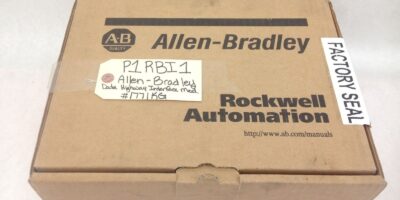 A-B
QUALITY
Allen-Bradley
P1RBI1
Allen-Bradley
Data Highway Interface Mod.
#1771KG
FACTORY SEAL
Rockwell
Automation
http://www.ab.com/manuals